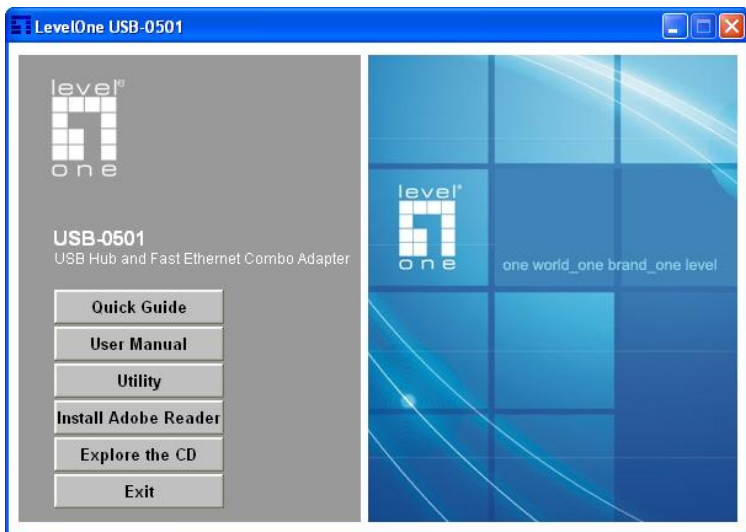 LevelOne USB-0501
level®
one
USB-0501
USB Hub and Fast Ethernet Combo Adapter
Quick Guide
User Manual
Utility
Install Adobe Reader
Explore the CD
Exit
level®
one
one world_one brand_one level